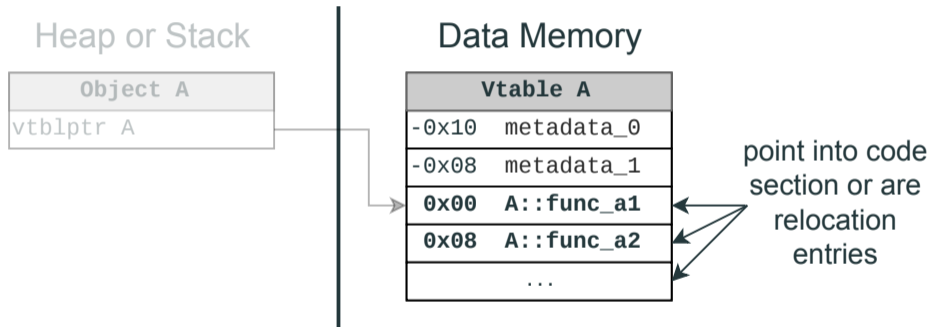 Heap or Stack
Object A
vtblptr A
Data Memory
Vtable A
-0x10 metadata_0
-0x08 metadata_1
0x00 A::func_a1
0x08 A::func_a2
...
point into code
section or are
relocation
entries